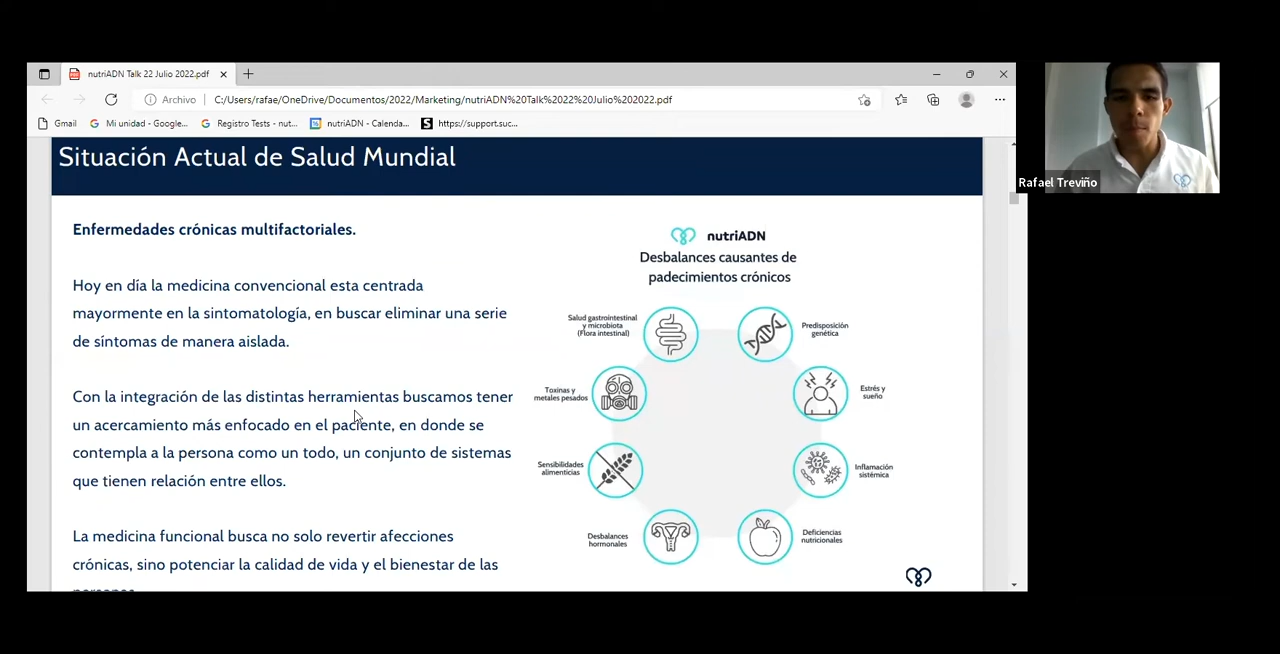 nutriADN Talk 22 Julio 2022.pdf
Archivo
C:/Users/rafae/OneDrive/Documentos/2022/Marketing/nutriADN%20Talk%2022%20Julio%202022.pdf
Gmail
Mi unidad - Google...
Registro Tests - nut...
nutriADN - Calenda...
https://support.suc...
Rafael Treviño
Situación Actual de Salud Mundial
Enfermedades crónicas multifactoriales.
Hoy en día la medicina convencional esta centrada
mayormente en la sintomatología, en buscar eliminar una serie
de síntomas de manera aislada.
Con la integración de las distintas herramientas buscamos tener
un acercamiento más enfocado en el paciente, en donde se
contempla a la persona como un todo, un conjunto de sistemas
que tienen relación entre ellos.
La medicina funcional busca no solo revertir afecciones
crónicas, sino potenciar la calidad de vida y el bienestar de las
nutriADN
Desbalances causantes de
padecimientos crónicos
Salud gastrointestinal
y microbiota
(Flora intestinal)
Predisposición
genética
Toxinas y
metales pesados
Estrés y
sueño
Sensibilidades
alimenticias
Inflamación
sistémica
Desbalances
hormonales
Deficiencias
nutricionales